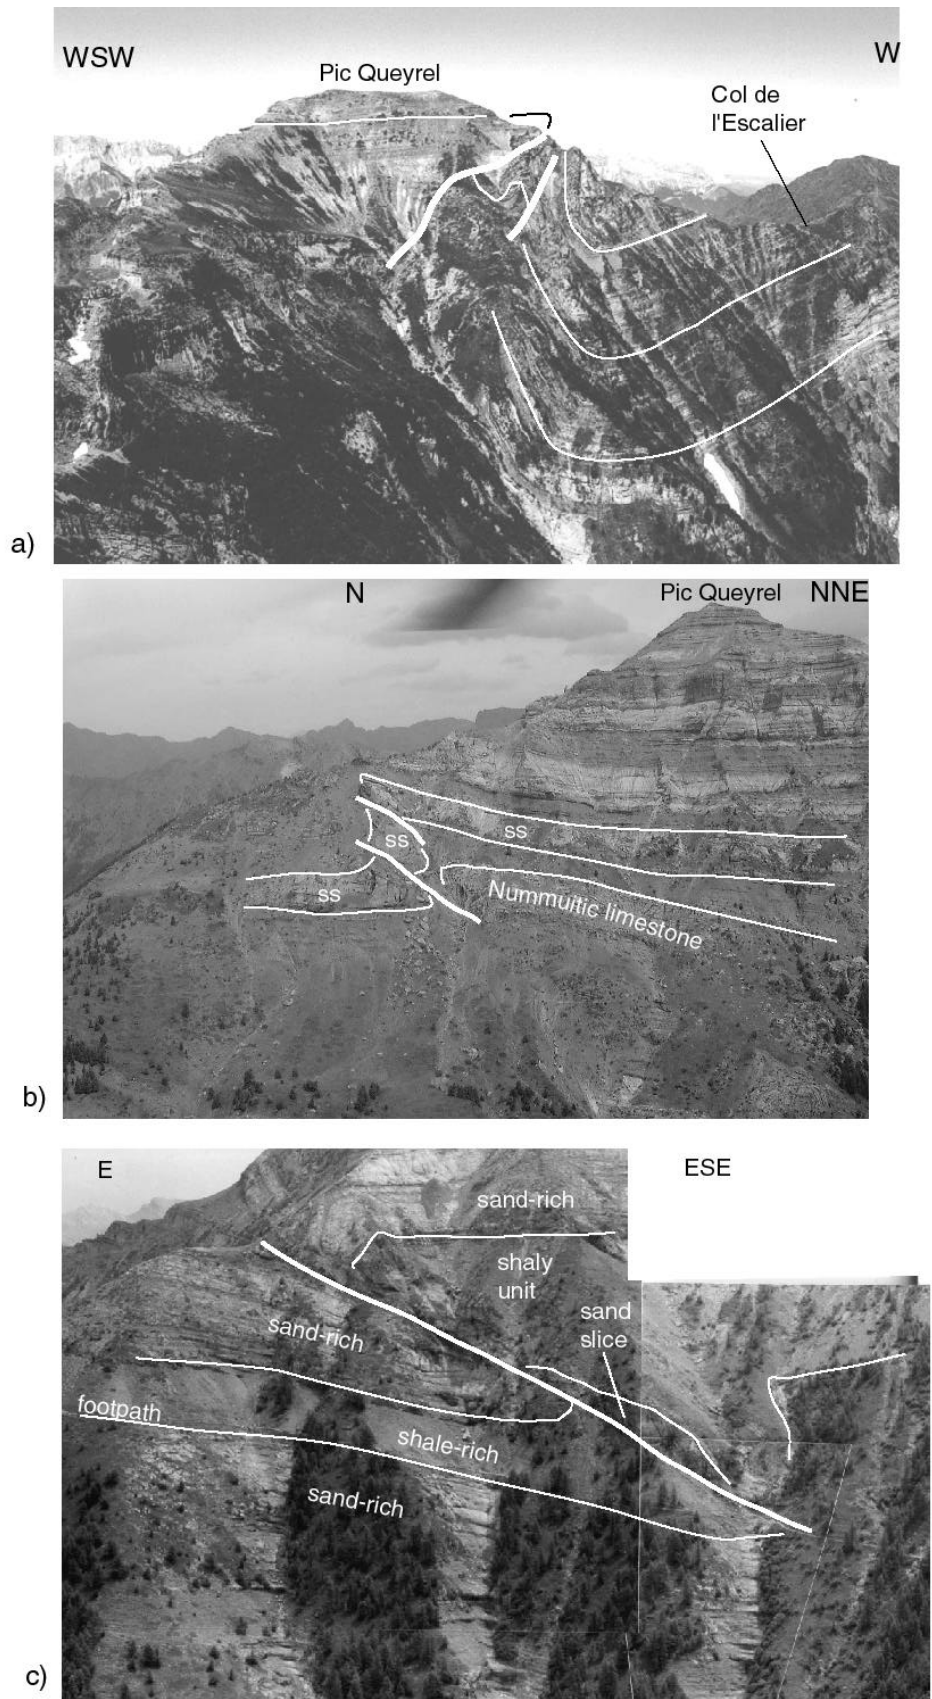 WSW
W
Pic Queyrel
Col de
l'Escalier
a)
N
Pic Queyrel
NNE
ss
ss
ss
Nummuitic limestone
b)
E
ESE
sand-rich
shaly
unit
sand
slice
sand-rich
footpath
shale-rich
sand-rich
c)